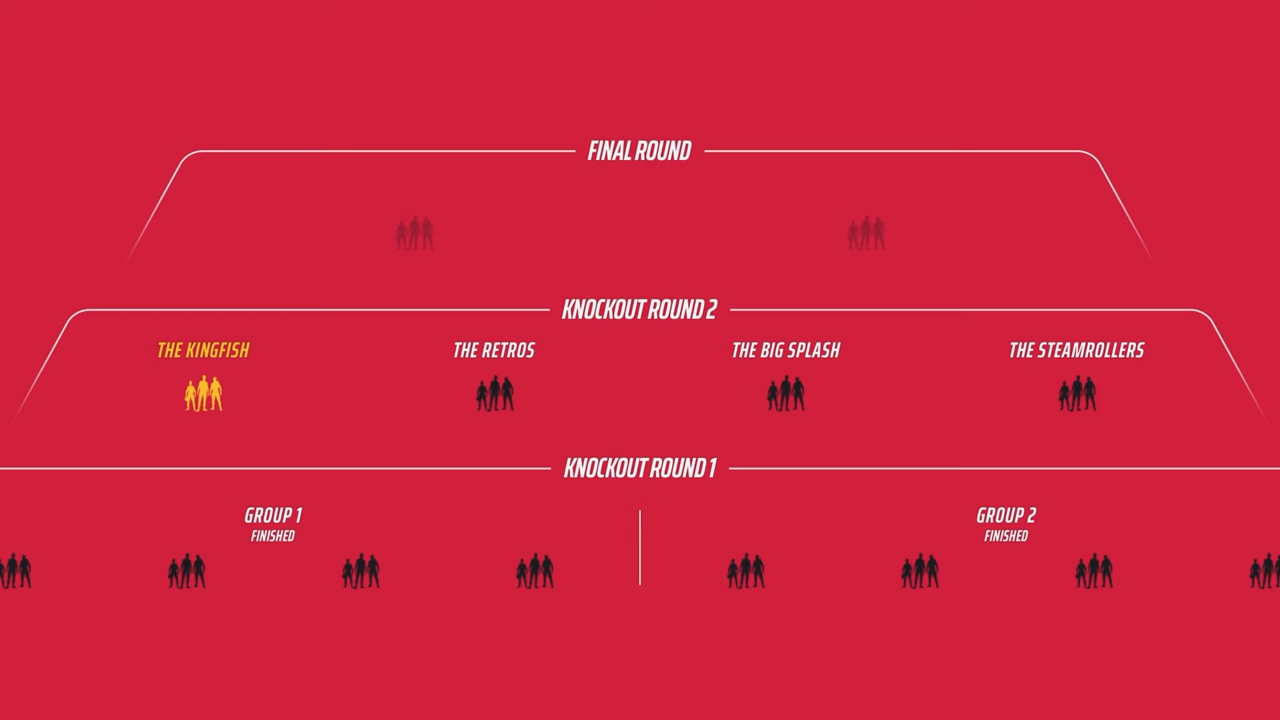 FINAL ROUND
KNOCKOUT ROUND 2
THE KINGFISH
THE RETROS
THE BIG SPLASH
THE STEAMROLLERS
KNOCKOUT ROUND 1
GROUP 1
FINISHED
GROUP 2
FINISHED